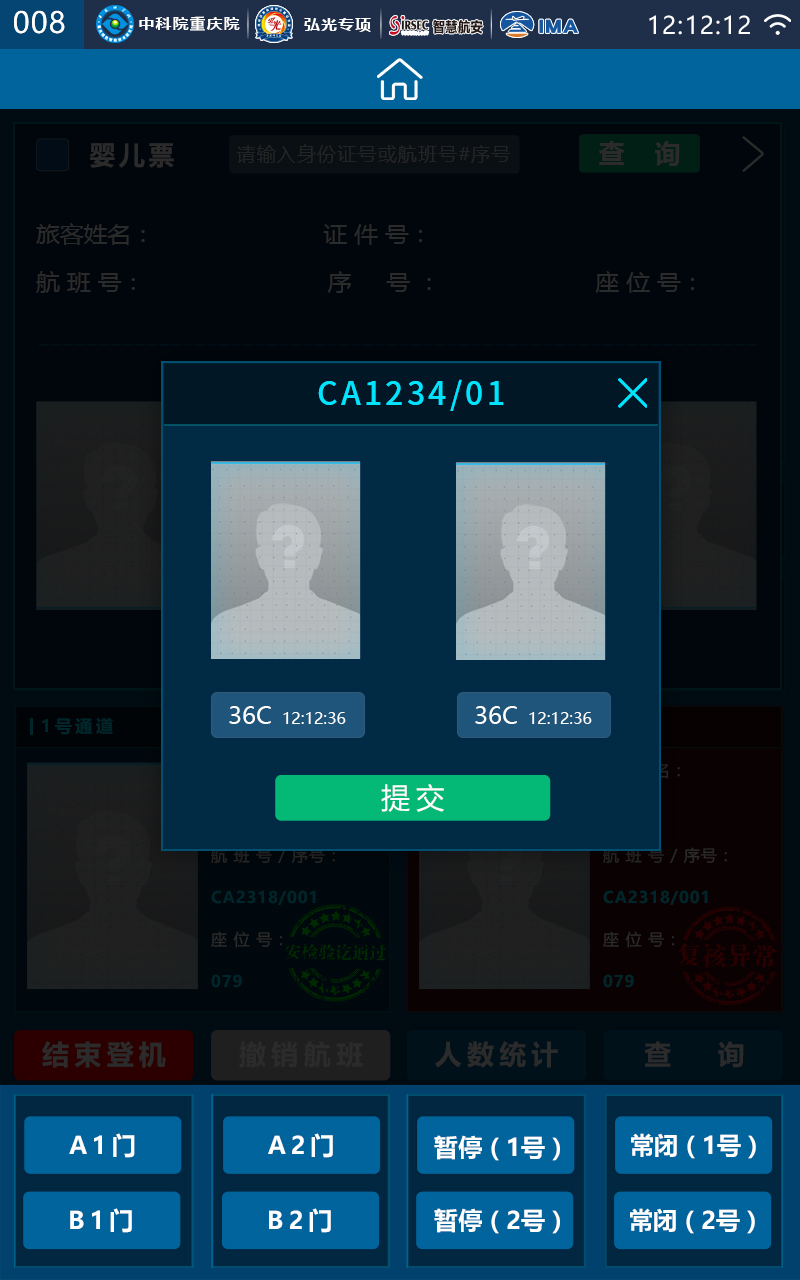 008 中科院重庆院 弘光专项 SiRSEC 智慧航安 IMA 12:12:12
婴儿票 请输入身份证号或航班号#序号 查 询
旅客姓名： 证件号：
航班号： 序 号： 座位号：
CA1234/01
36C 12:12:36 36C 12:12:36
提交
1号通道
名：
航班号/序号： 航班号/序号：
CA2318/001 CA2318/001
座位号： 座位号：
安检验讫通过 复核异常
079 079
结束登机 撤销航班 人数统计 查 询
A1门 A2门 暂停（1号） 常闭（1号）
B1门 B2门 暂停（2号） 常闭（2号）